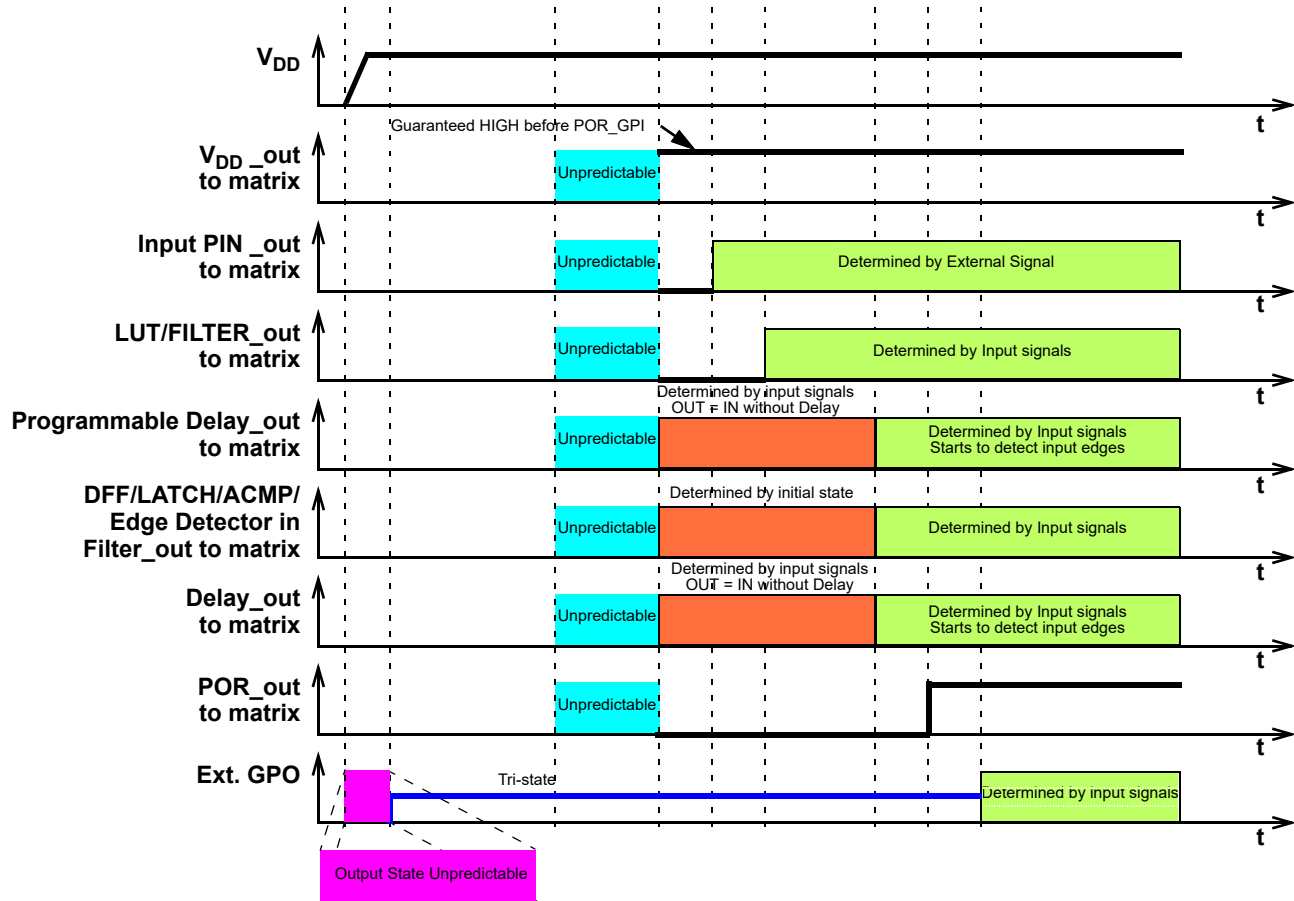 VDD
t
Guaranteed HIGH before POR_GPI
VDD _out
to matrix
Unpredictable
t
Input PIN _out
to matrix
Unpredictable
Determined by External Signal
t
LUT/FILTER_out
to matrix
Unpredictable
Determined by Input signals
t
Determined by input signals
OUT = IN without Delay
Programmable Delay_out
to matrix
Unpredictable
Determined by Input signals
Starts to detect input edges
t
Determined by initial state
DFF/LATCH/ACMP/
Edge Detector in
Filter_out to matrix
Unpredictable
Determined by Input signals
t
Determined by input signals
OUT = IN without Delay
Delay_out
to matrix
Unpredictable
Determined by Input signals
Starts to detect input edges
t
POR_out
to matrix
Unpredictable
t
Ext. GPO
Tri-state
Determined by input signals
t
Output State Unpredictable